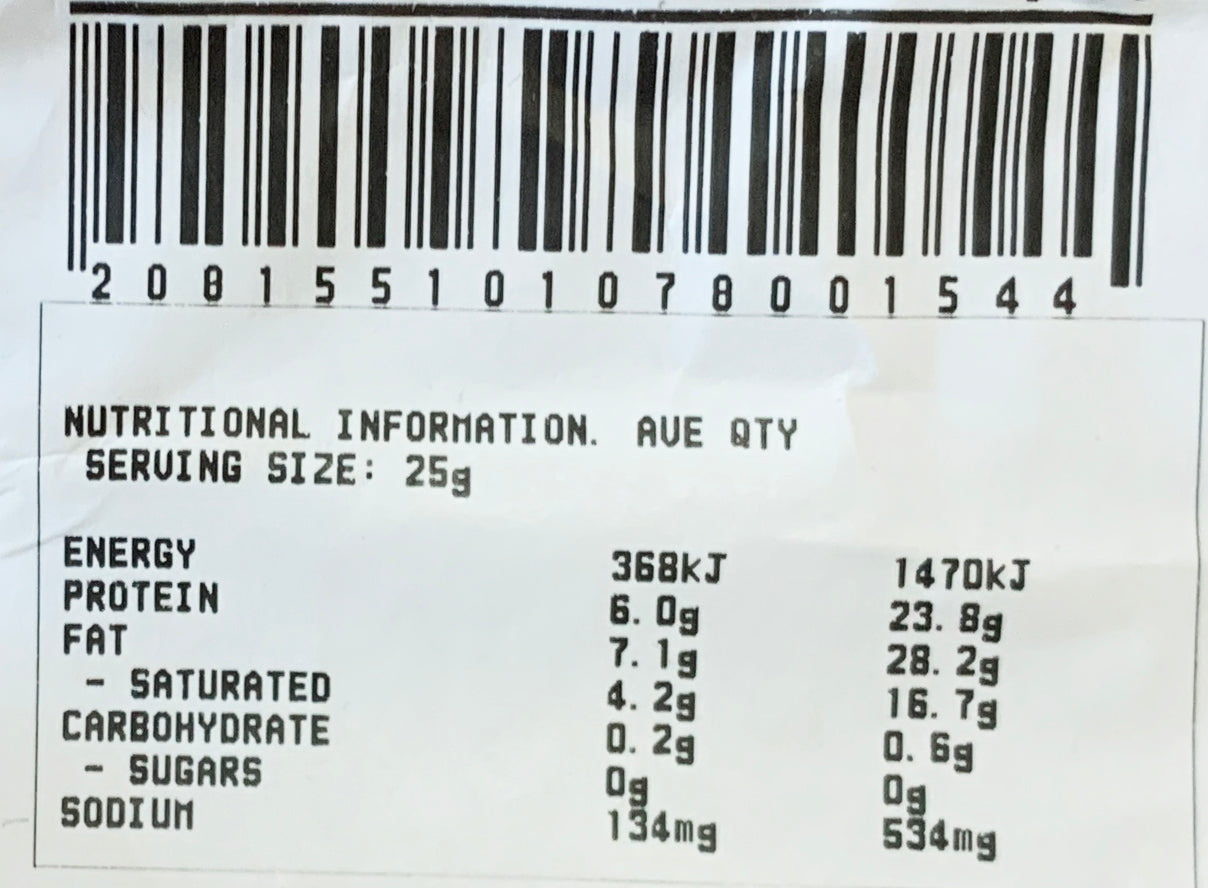 2 0 8 1 5 5 1 0 1 0 7 8 0 0 1 5 4 4
NUTRITIONAL INFORMATION. AVE QTY
SERVING SIZE: 25g
ENERGY 368kJ 1470kJ
PROTEIN 6.0g 23.8g
FAT 7.1g 28.2g
- SATURATED 4.2g 16.7g
CARBOHYDRATE 0.2g 0.6g
- SUGARS 0g 0g
SODIUM 134mg 534mg